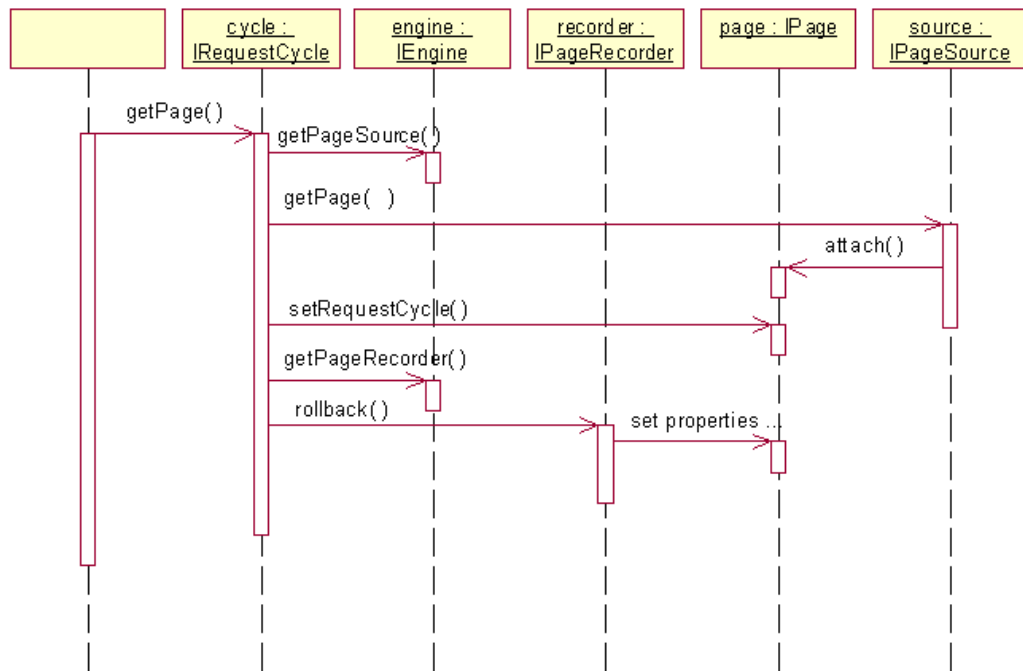 cycle :
IRequestCycle
engine :
IEngine
recorder :
IPageRecorder
page : IPage
source :
IPageSource
getPage()
getPageSource()
getPage( )
attach()
setRequestCycle()
getPageRecorder()
rollback()
set properties ...